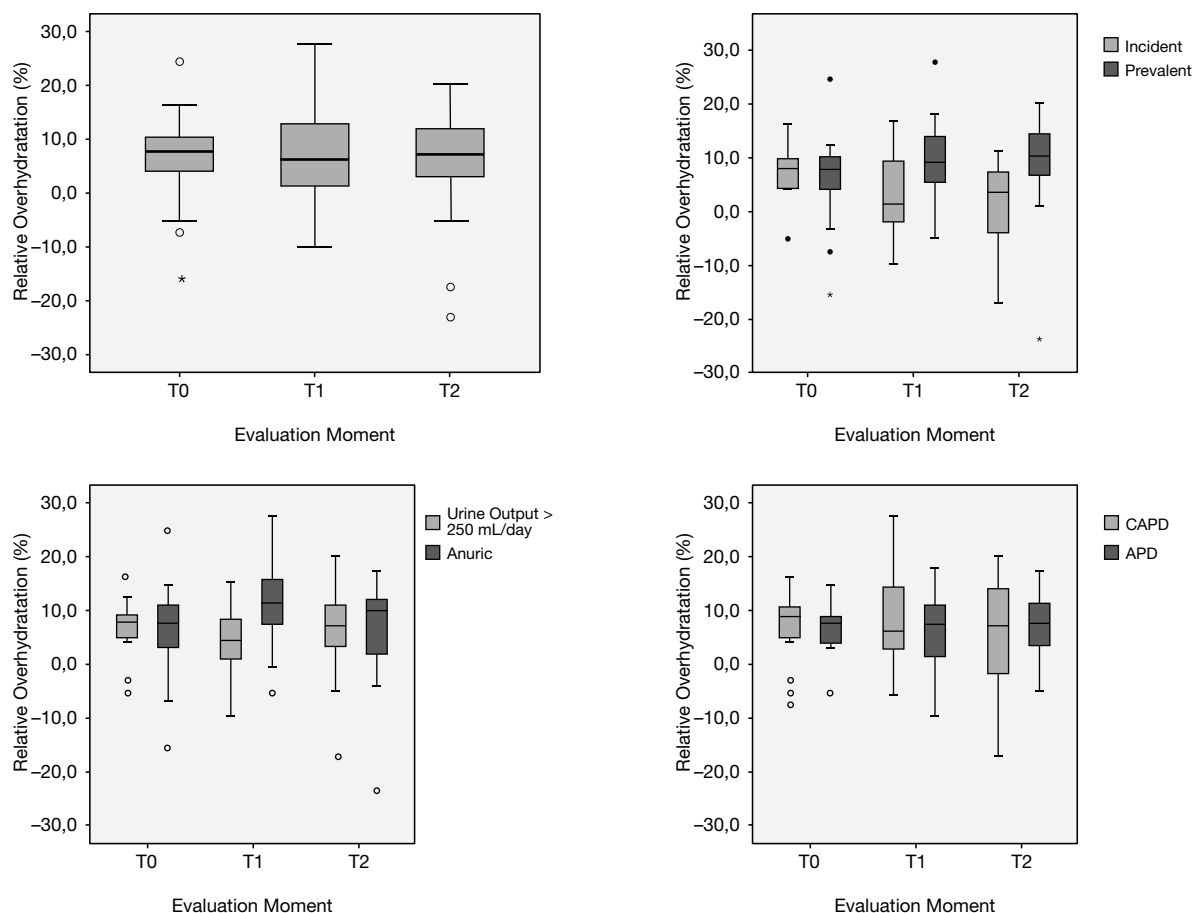 Relative Overhydratation (%)
30,0
20,0
10,0
0,0
–10,0
–20,0
–30,0
T0
T1
T2
Evaluation Moment
Relative Overhydratation (%)
30,0
20,0
10,0
0,0
–10,0
–20,0
–30,0
T0
T1
T2
Evaluation Moment
Incident
Prevalent
Relative Overhydratation (%)
30,0
20,0
10,0
0,0
–10,0
–20,0
–30,0
T0
T1
T2
Evaluation Moment
Urine Output >
250 mL/day
Anuric
Relative Overhydratation (%)
30,0
20,0
10,0
0,0
–10,0
–20,0
–30,0
T0
T1
T2
Evaluation Moment
CAPD
APD